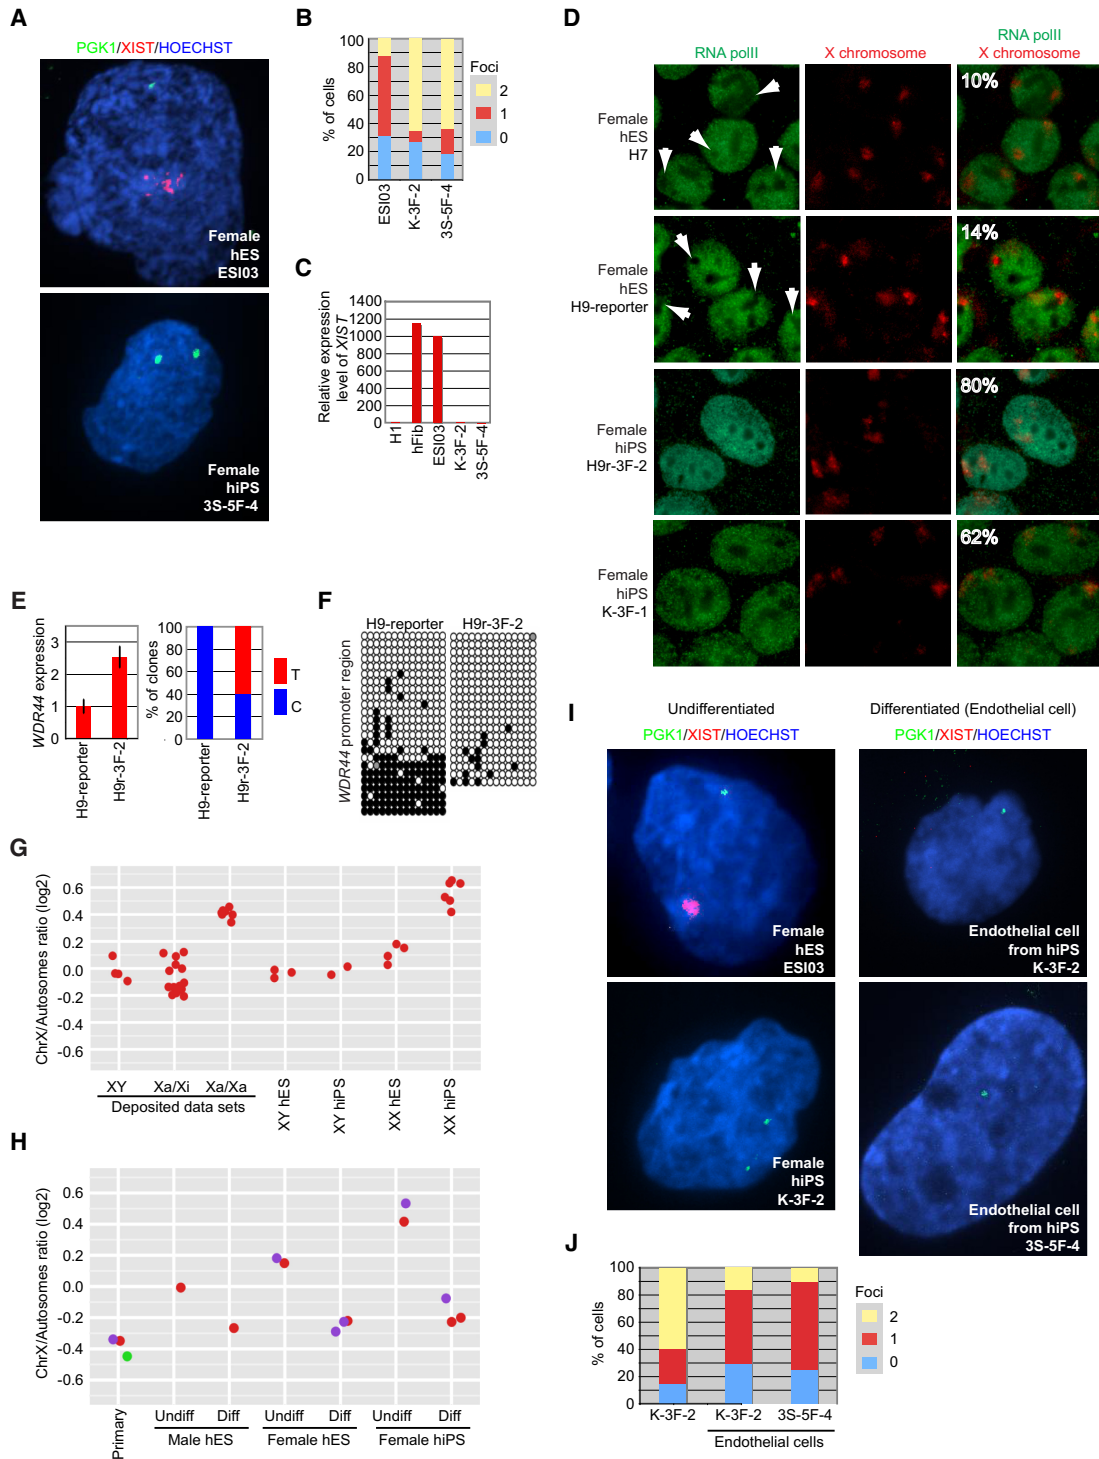 A
PGK1/XIST/HOECHST
Female
hES
ESI03
Female
hiPS
3S-5F-4
B
% of cells
100
80
60
40
20
0
ESI03
K-3F-2
3S-5F-4
Foci
2
1
0
C
Relative expression
level of XIST
1400
1200
1000
800
600
400
200
0
H1
hFib
ESI03
K-3F-2
3S-5F-4
D
RNA polII
X chromosome
RNA polII
X chromosome
Female
hES
H7
10%
Female
hES
H9-reporter
14%
Female
hiPS
H9r-3F-2
80%
Female
hiPS
K-3F-1
62%
E
WDR44 expression
3
2
1
0
H9-reporter
H9r-3F-2
% of clones
100
80
60
40
20
H9-reporter
H9r-3F-2
T
C
F
H9-reporter
H9r-3F-2
WDR44 promoter region
G
ChrX/Autosomes ratio (log2)
0.6
0.4
0.2
0.0
-0.2
-0.4
-0.6
XY
Xa/Xi
Xa/Xa
Deposited data sets
XY hES
XY hiPS
XX hES
XX hiPS
H
ChrX/Autosomes ratio (log2)
0.6
0.4
0.2
0.0
-0.2
-0.4
-0.6
Primary
Undiff
Diff
Male hES
Undiff
Diff
Female hES
Undiff
Diff
Female hiPS
I
Undifferentiated
PGK1/XIST/HOECHST
Differentiated (Endothelial cell)
PGK1/XIST/HOECHST
Female
hES
ESI03
Endothelial cell
from hiPS
K-3F-2
Female
hiPS
K-3F-2
Endothelial cell
from hiPS
3S-5F-4
J
% of cells
100
80
60
40
20
0
K-3F-2
K-3F-2
3S-5F-4
Endothelial cells
Foci
2
1
0